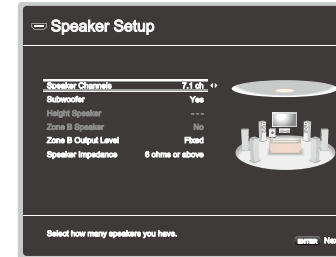 Speaker Setup
Speaker Channels 7.1 ch
Subwoofer Yes
Height Speaker ---
Zone B Speaker No
Zone B Output Level Fixed
Speaker Impedance 6 ohms or above
Select how many speakers you have.
ENTER Nex